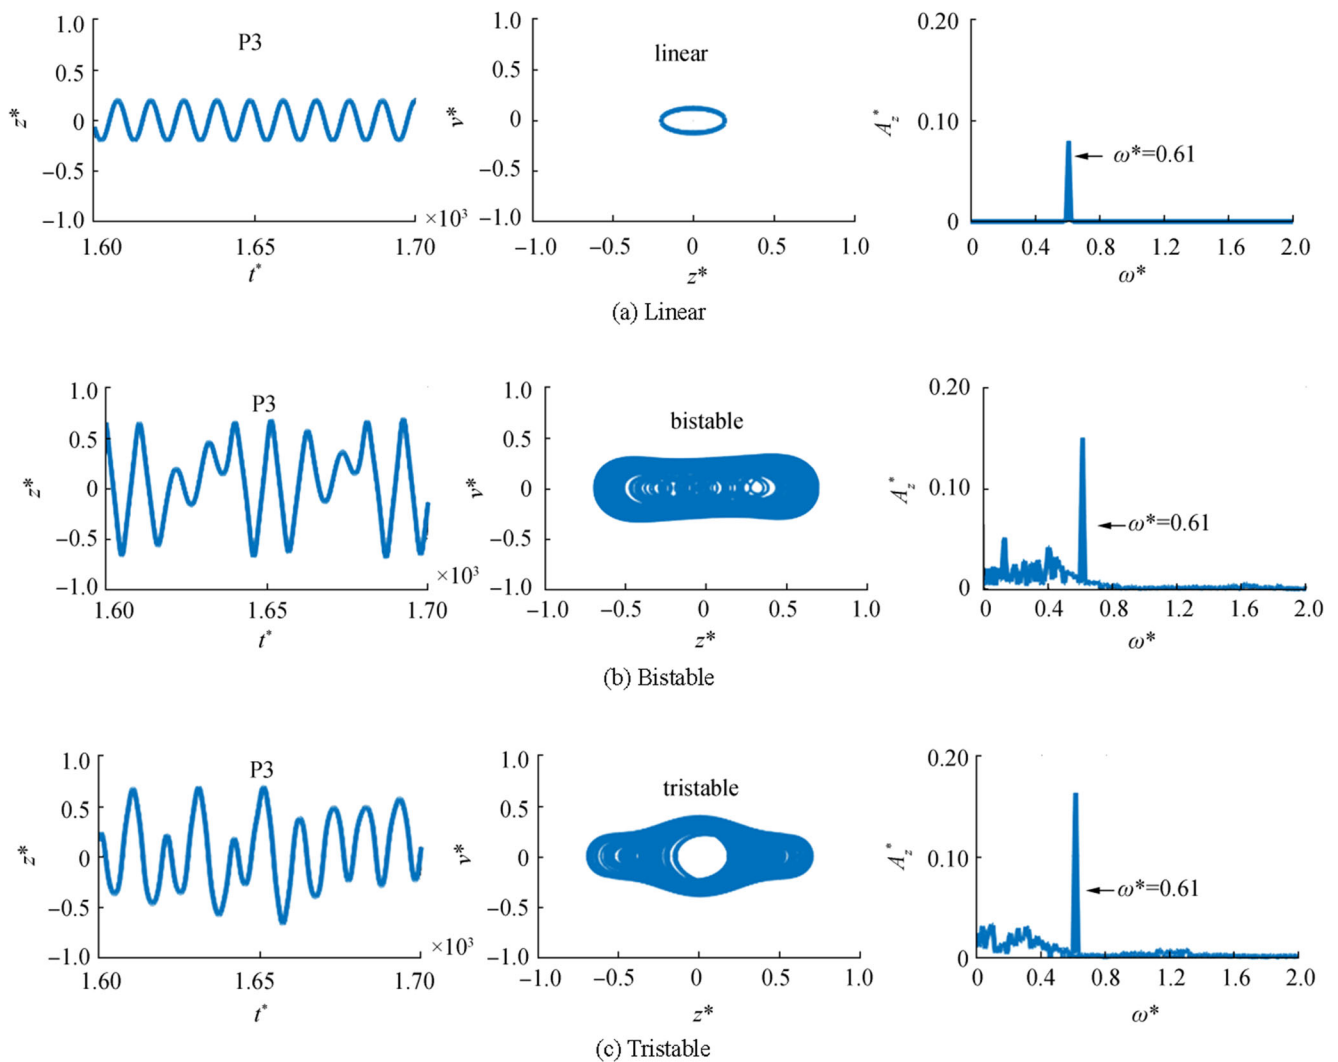 1.0
0.5
0
−0.5
−1.0
z*
P3
×10³
1.60 1.65 1.70
t*
1.0
0.5
0
−0.5
−1.0
v*
linear
−1.0 −0.5 0 0.5 1.0
z*
0.20
0.10
0
A_z*
ω*=0.61
0 0.4 0.8 1.2 1.6 2.0
ω*
(a) Linear
1.0
0.5
0
−0.5
−1.0
z*
P3
×10³
1.60 1.65 1.70
t*
1.0
0.5
0
−0.5
−1.0
v*
bistable
−1.0 −0.5 0 0.5 1.0
z*
0.20
0.10
0
A_z*
ω*=0.61
0 0.4 0.8 1.2 1.6 2.0
ω*
(b) Bistable
1.0
0.5
0
−0.5
−1.0
z*
P3
×10³
1.60 1.65 1.70
t*
1.0
0.5
0
−0.5
−1.0
v*
tristable
−1.0 −0.5 0 0.5 1.0
z*
0.20
0.10
0
A_z*
ω*=0.61
0 0.4 0.8 1.2 1.6 2.0
ω*
(c) Tristable